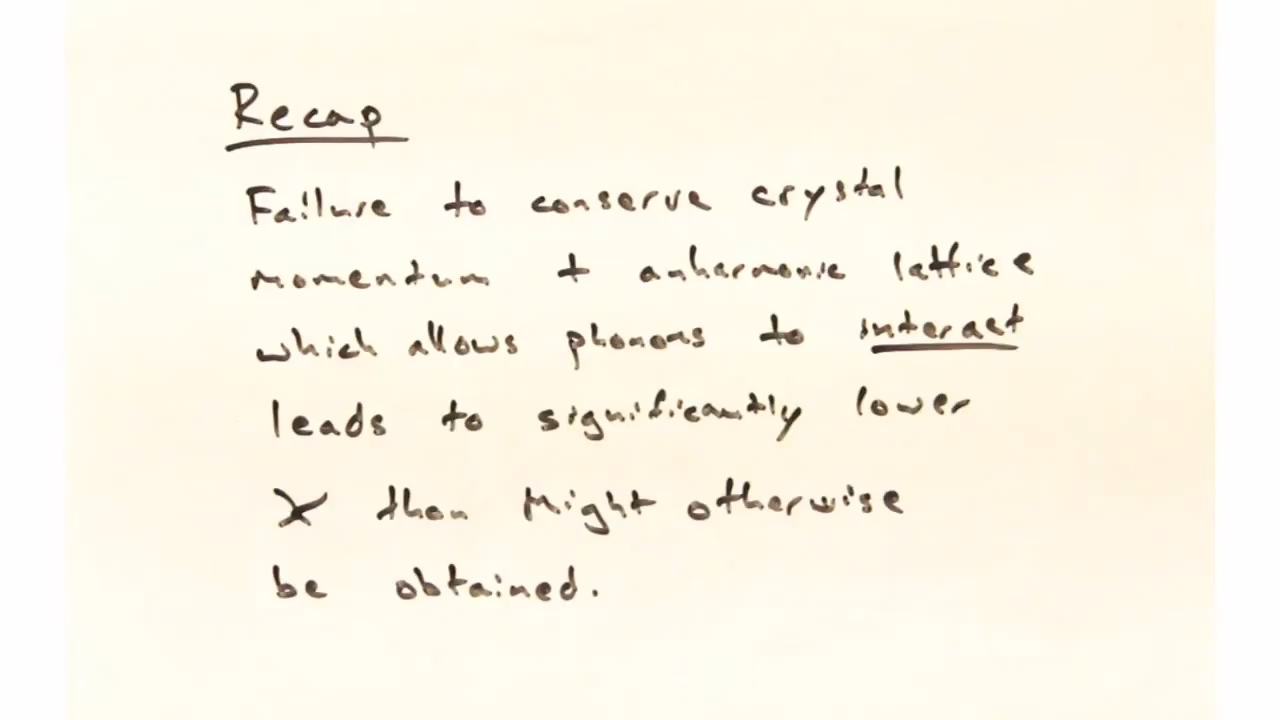 Recap
Failure to conserve crystal
momentum + anharmonic lattice
which allows phonons to interact
leads to significantly lower
than might otherwise
be obtained.